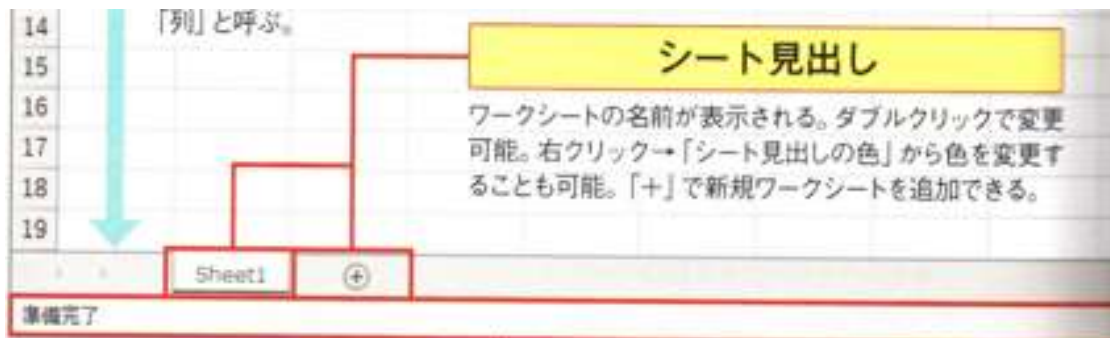 「列」と呼ぶ。
14
15
16
17
18
19
シート見出し
ワークシートの名前が表示される。ダブルクリックで変更
可能。右クリック→「シート見出しの色」から色を変更す
ることも可能。「＋」で新規ワークシートを追加できる。
Sheet1
+
準備完了